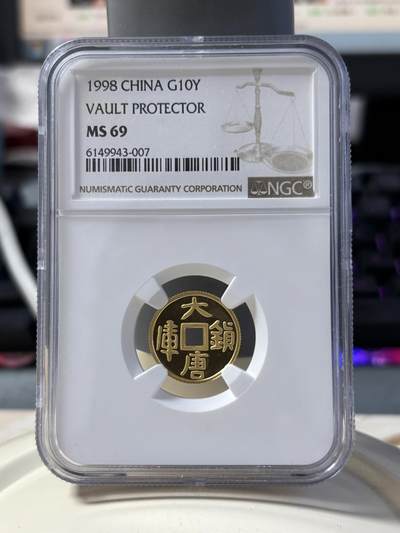 1998 CHINA G10Y
VAULT PROTECTOR
MS 69
6149943-007
NUMISMATIC GUARANTY CORPORATION
NGC®
大唐鎮庫